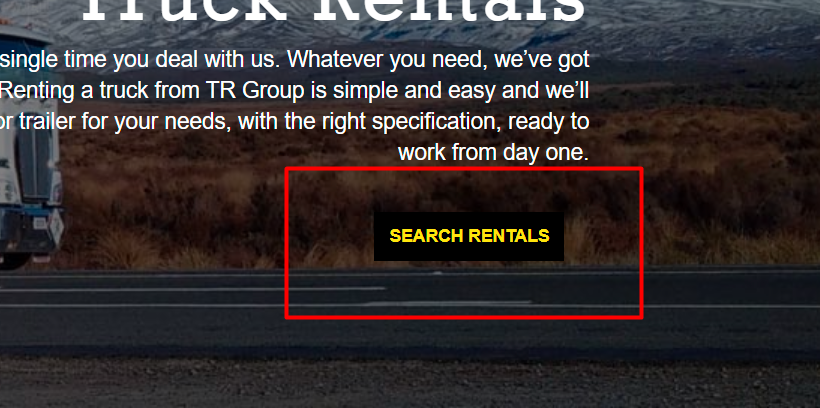 Truck Rentals
single time you deal with us. Whatever you need, we’ve got
Renting a truck from TR Group is simple and easy and we’ll
or trailer for your needs, with the right specification, ready to
work from day one.
SEARCH RENTALS